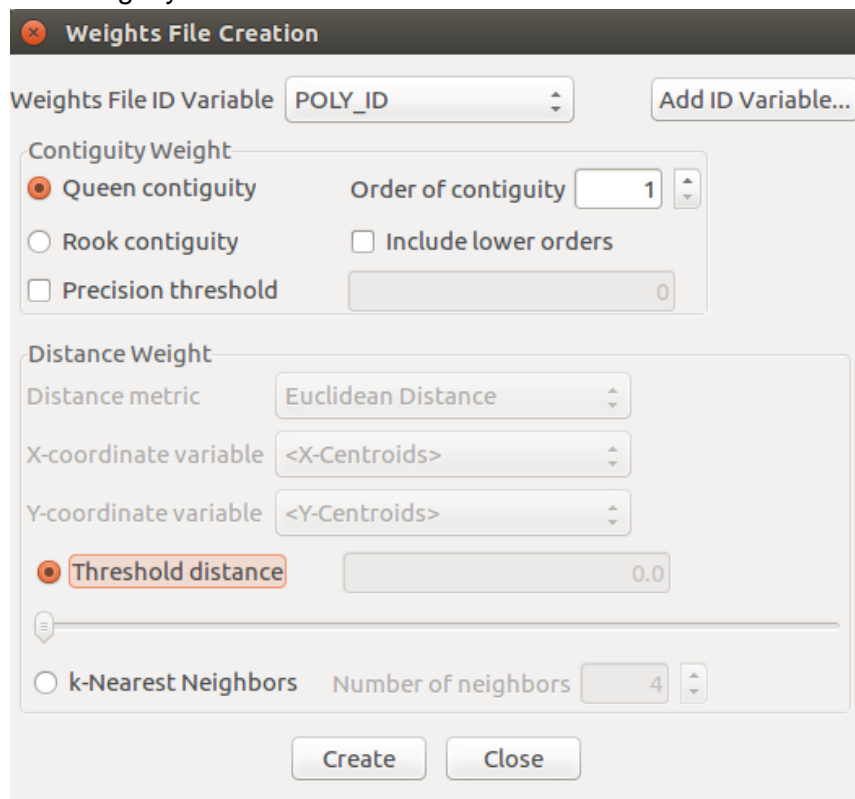 Weights File Creation
Weights File ID Variable POLY_ID Add ID Variable...
Contiguity Weight
Queen contiguity Order of contiguity 1
Rook contiguity Include lower orders
Precision threshold 0
Distance Weight
Distance metric Euclidean Distance
X-coordinate variable <X-Centroids>
Y-coordinate variable <Y-Centroids>
Threshold distance 0.0
k-Nearest Neighbors Number of neighbors 4
Create Close